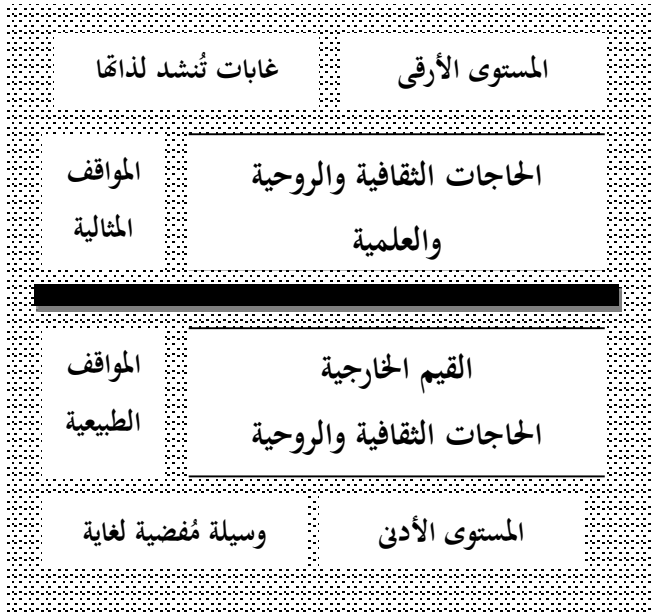 المستوى الأرقى
غابات تُنشد لذاتها
الحاجات الثقافية والروحية
والعلمية
المواقف
المثالية
القيم الخارجية
الحاجات الثقافية والروحية
المواقف
الطبيعية
المستوى الأدنى
وسيلة مُفضية لغاية